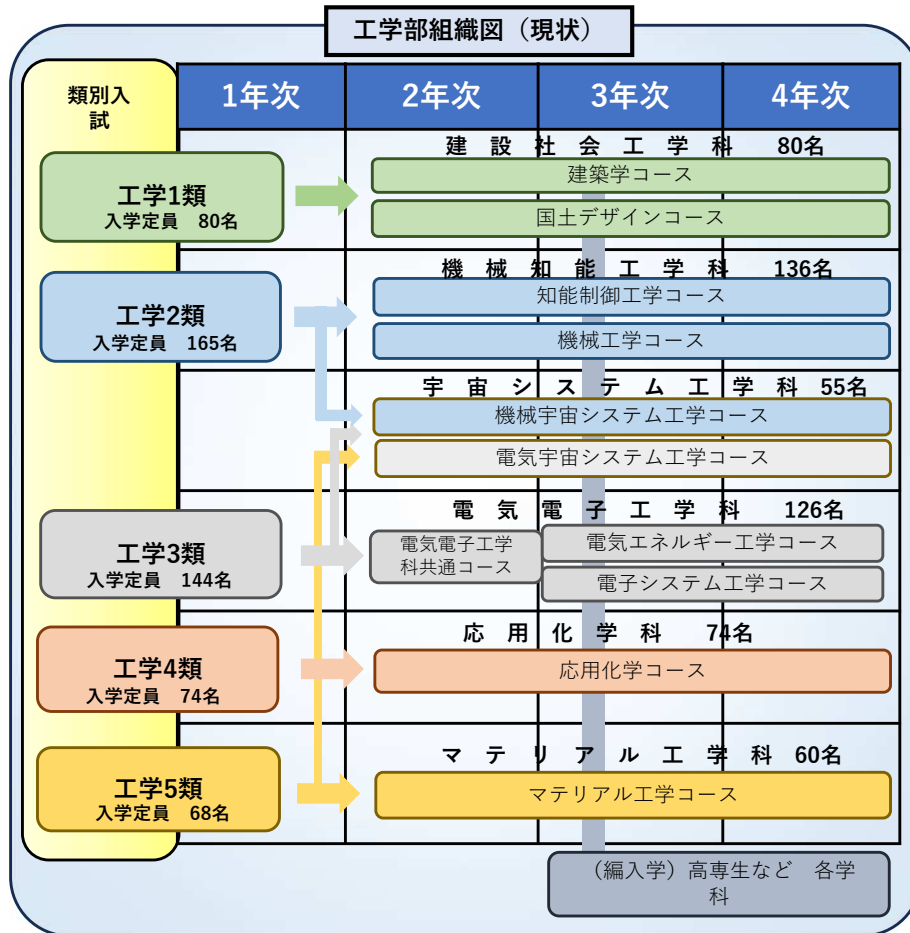 工学部組織図（現状）
類別入
試
1年次
2年次
3年次
4年次
建設社会工学科 80名
工学1類
入学定員 80名
建築学コース
国土デザインコース
機械知能工学科 136名
工学2類
入学定員 165名
知能制御工学コース
機械工学コース
宇宙システム工学科 55名
機械宇宙システム工学コース
電気宇宙システム工学コース
電気電子工学科 126名
工学3類
入学定員 144名
電気電子工学
科共通コース
電気エネルギー工学コース
電子システム工学コース
応用化学科 74名
工学4類
入学定員 74名
応用化学コース
マテリアル工学科 60名
工学5類
入学定員 68名
マテリアル工学コース
（編入学）高専生など 各学
科